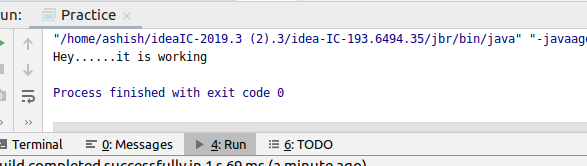 un: Practice
"/home/ashish/ideaIC-2019.3 (2).3/idea-IC-193.6494.35/jbr/bin/java" "-javaage
Hey......it is working
Process finished with exit code 0
Terminal 0: Messages 4: Run 6: TODO
uild completed successfully in 1 s 69 ms (a minute ago)